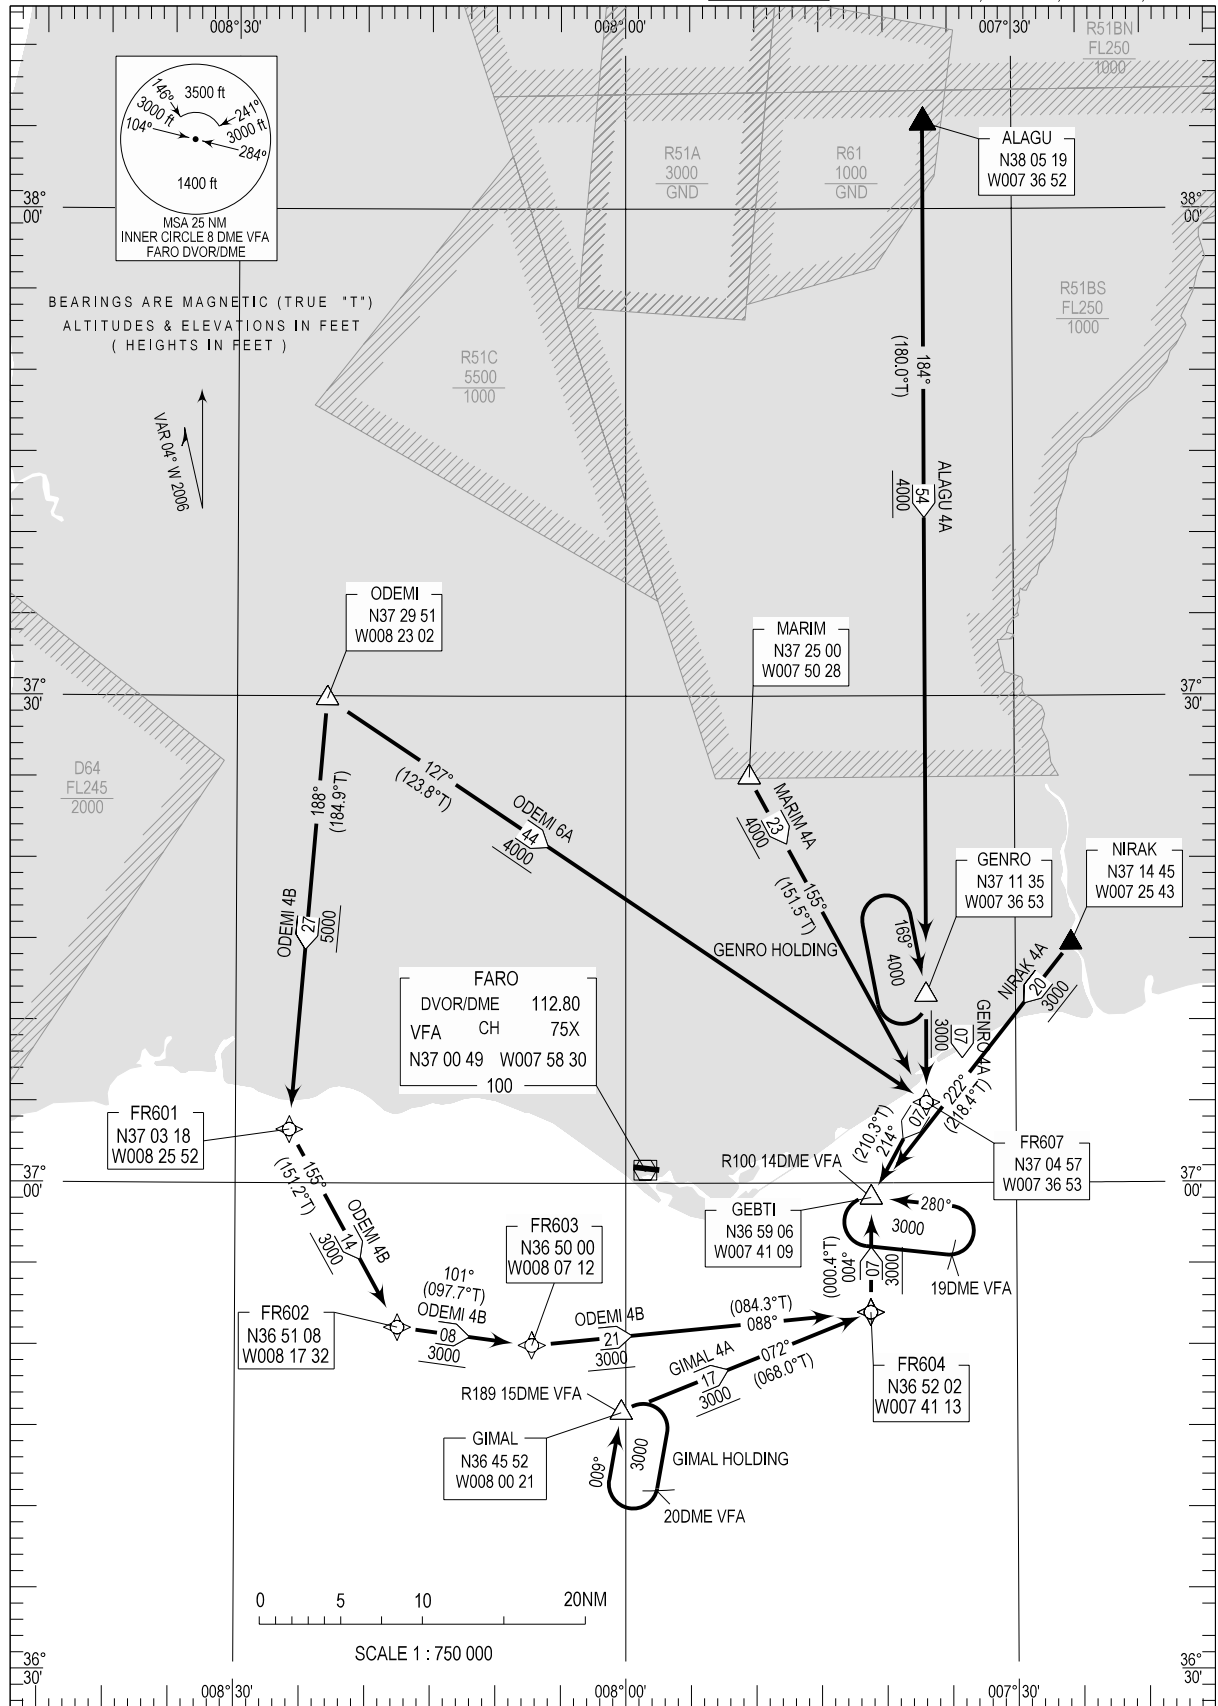 008°30'
008°00'
007°30'
R51BN
FL250
1000
146°
3500 ft
241°
3000 ft
3000 ft
104°
284°
1400 ft
MSA 25 NM
INNER CIRCLE 8 DME VFA
FARO DVOR/DME
ALAGU
N38 05 19
W007 36 52
R51A
3000
GND
R61
1000
GND
38°
00'
38°
00'
BEARINGS ARE MAGNETIC (TRUE "T")
ALTITUDES & ELEVATIONS IN FEET
( HEIGHTS IN FEET )
R51BS
FL250
1000
R51C
5500
1000
184°
(180.0°T)
VAR 04° W 2006
ALAGU 4A
54
4000
ODEMI
N37 29 51
W008 23 02
MARIM
N37 25 00
W007 50 28
37°
30'
37°
30'
D64
FL245
2000
188°
(184.9°T)
127°
(123.8°T)
ODEMI 6A
44
4000
MARIM 4A
23
4000
155°
(151.5°T)
GENRO
N37 11 35
W007 36 53
NIRAK
N37 14 45
W007 25 43
ODEMI 4B
27
5000
GENRO HOLDING
169°
4000
NIRAK 4A
20
3000
FARO
DVOR/DME 112.80
VFA CH 75X
N37 00 49 W007 58 30
100
GENRO 4A
07
3000
222°
(218.4°T)
FR601
N37 03 18
W008 25 52
07
(210.3°T)
214°
FR607
N37 04 57
W007 36 53
155°
(151.2°T)
R100 14DME VFA
37°
00'
37°
00'
GEBTI
N36 59 06
W007 41 09
280°
3000
19DME VFA
ODEMI 4B
14
3000
FR603
N36 50 00
W008 07 12
(000.4°T)
004°
07
3000
101°
(097.7°T)
ODEMI 4B
08
3000
FR602
N36 51 08
W008 17 32
ODEMI 4B
21
3000
(084.3°T)
088°
GIMAL 4A
17
3000
072°
(068.0°T)
FR604
N36 52 02
W007 41 13
R189 15DME VFA
GIMAL
N36 45 52
W008 00 21
009°
3000
GIMAL HOLDING
20DME VFA
0 5 10 20NM
SCALE 1 : 750 000
36°
30'
36°
30'
008°30'
008°00'
007°30'